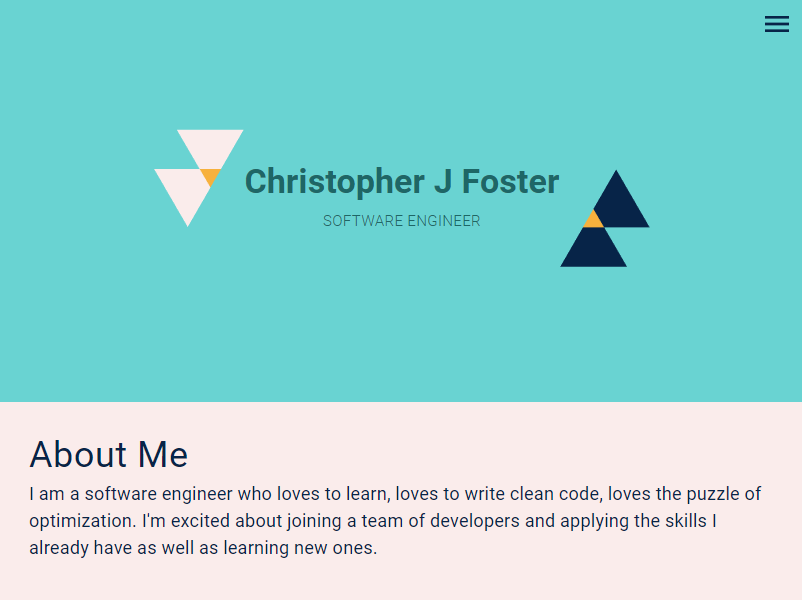 Christopher J Foster
SOFTWARE ENGINEER
About Me
I am a software engineer who loves to learn, loves to write clean code, loves the puzzle of
optimization. I'm excited about joining a team of developers and applying the skills I
already have as well as learning new ones.